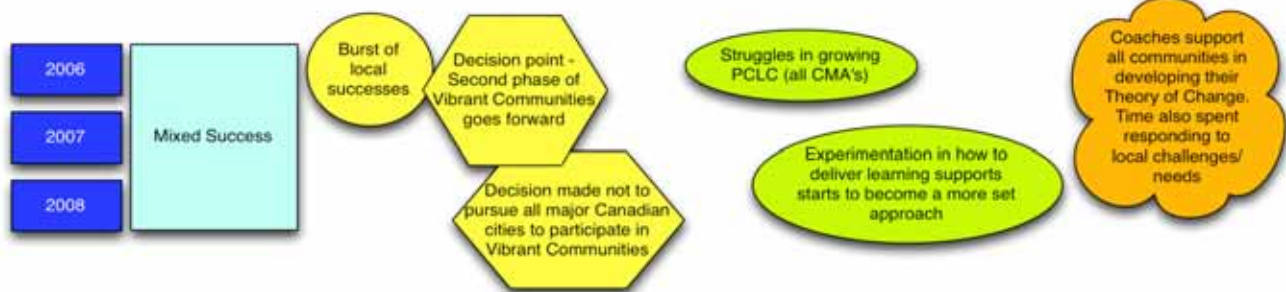 2006
2007
2008
Mixed Success
Burst of
local
successes
Decision point -
Second phase of
Vibrant Communities
goes forward
Decision made not to
pursue all major Canadian
cities to participate in
Vibrant Communities
Struggles in growing
PCLC (all CMA's)
Experimentation in how to
deliver learning supports
starts to become a more set
approach
Coaches support
all communities in
developing their
Theory of Change.
Time also spent
responding to
local challenges/
needs